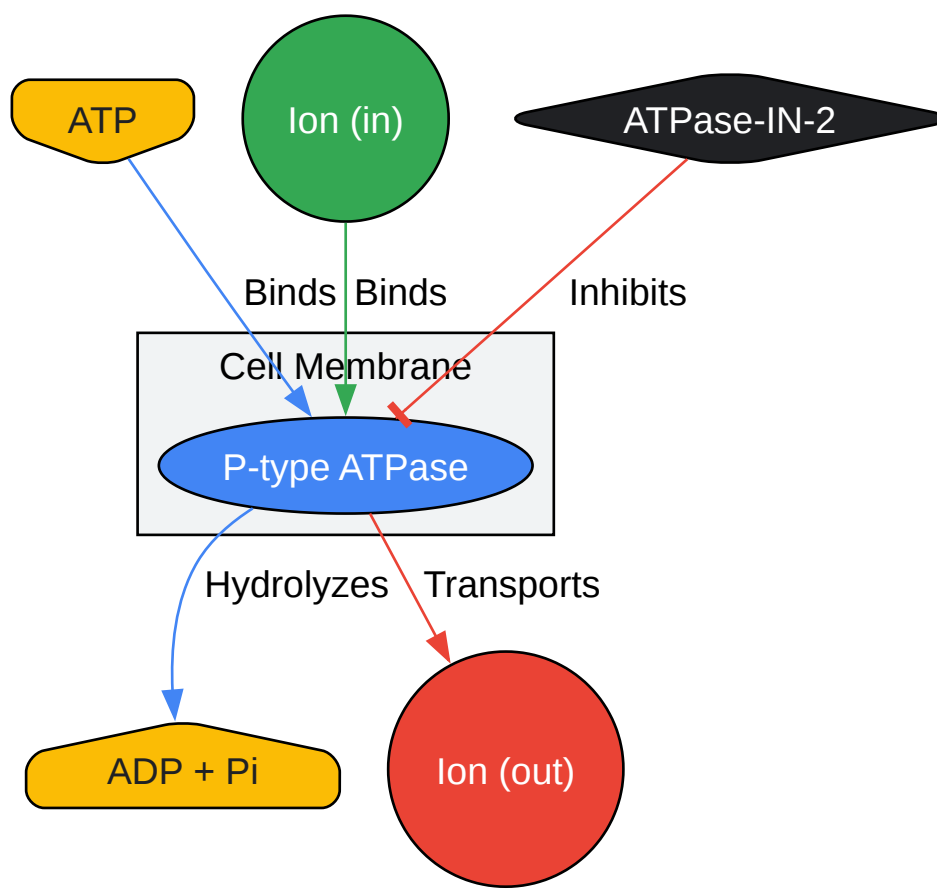 ATP
Ion (in)
ATPase-IN-2
Binds
Binds
Inhibits
Cell Membrane
P-type ATPase
Hydrolyzes
Transports
ADP + Pi
Ion (out)